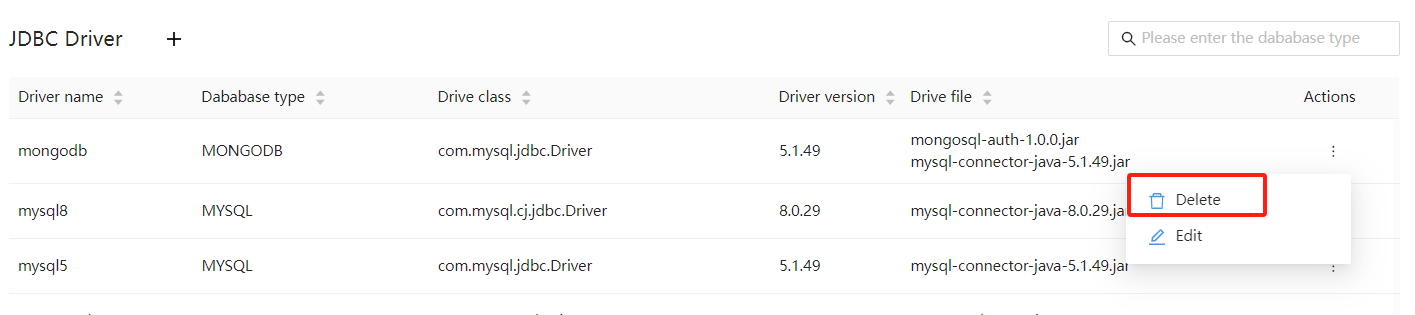 JDBC Driver +
Please enter the dababase type
Driver name Dababase type Drive class Driver version Drive file Actions
mongodb MONGODB com.mysql.jdbc.Driver 5.1.49 mongosql-auth-1.0.0.jar
mysql-connector-java-5.1.49.jar
Delete
mysql8 MYSQL com.mysql.cj.jdbc.Driver 8.0.29 mysql-connector-java-8.0.29.jar
Edit
mysql5 MYSQL com.mysql.jdbc.Driver 5.1.49 mysql-connector-java-5.1.49.jar